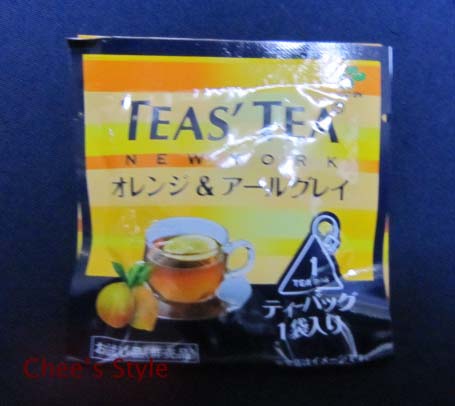 TEAS' TEA
NEW YORK
オレンジ & アールグレイ
1
ティーバッグ
1袋入り
Chee's Style